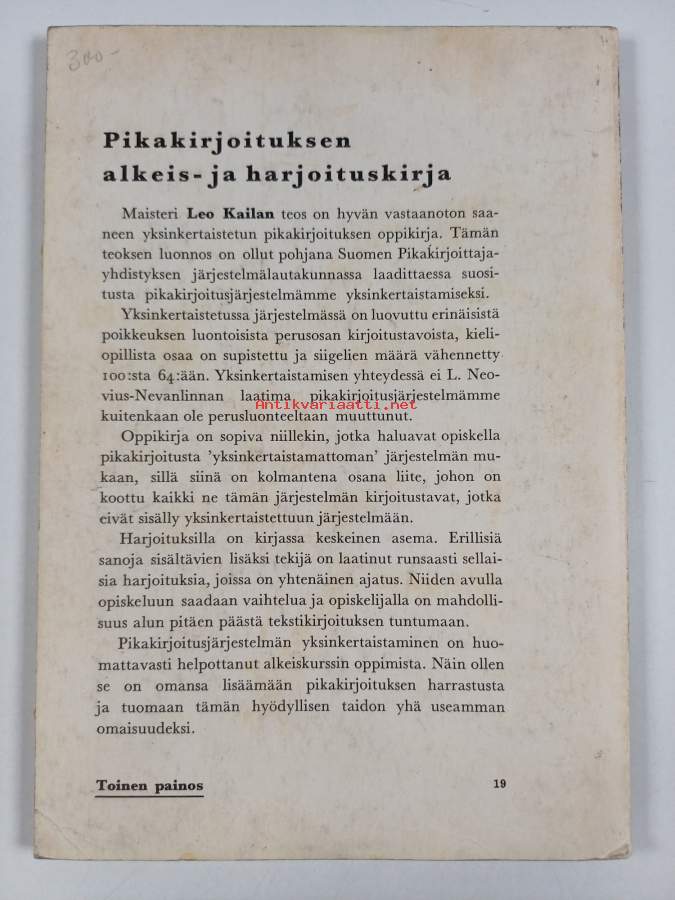 300-
Pikakirjoituksen
alkeis- ja harjoituskirja
Maisteri Leo Kailan teos on hyvän vastaanoton saa-
neen yksinkertaistetun pikakirjoituksen oppikirja. Tämän
teoksen luonnos on ollut pohjana Suomen Pikakirjoittaja-
yhdistyksen järjestelmälautakunnassa laadittaessa suosi-
tusta pikakirjoitusjärjestelmämme yksinkertaistamiseksi.
Yksinkertaistetussa järjestelmässä on luovuttu erinäisistä
poikkeuksen luontoisista perusosan kirjoitustavoista, kieli-
opillista osaa on supistettu ja siigelien määrä vähennetty
100:sta 64:ään. Yksinkertaistamisen yhteydessä ei L. Neo-
vius-Nevanlinnan laatima pikakirjoitusjärjestelmämme
Antikvariaatti.net
kuitenkaan ole perusluonteeltaan muuttunut.
Oppikirja on sopiva niillekin, jotka haluavat opiskella
pikakirjoitusta 'yksinkertaistamattoman' järjestelmän mu-
kaan, sillä siinä on kolmantena osana liite, johon on
koottu kaikki ne tämän järjestelmän kirjoitustavat, jotka
eivät sisälly yksinkertaistettuun järjestelmään.
Harjoituksilla on kirjassa keskeinen asema. Erillisiä
sanoja sisältävien lisäksi tekijä on laatinut runsaasti sellai-
sia harjoituksia, joissa on yhtenäinen ajatus. Niiden avulla
opiskeluun saadaan vaihtelua ja opiskelijalla on mahdolli-
suus alun pitäen päästä tekstikirjoituksen tuntumaan.
Pikakirjoitusjärjestelmän yksinkertaistaminen on huo-
mattavasti helpottanut alkeiskurssin oppimista. Näin ollen
se on omansa lisäämään pikakirjoituksen harrastusta
ja tuomaan tämän hyödyllisen taidon yhä useamman
omaisuudeksi.
Toinen painos
19